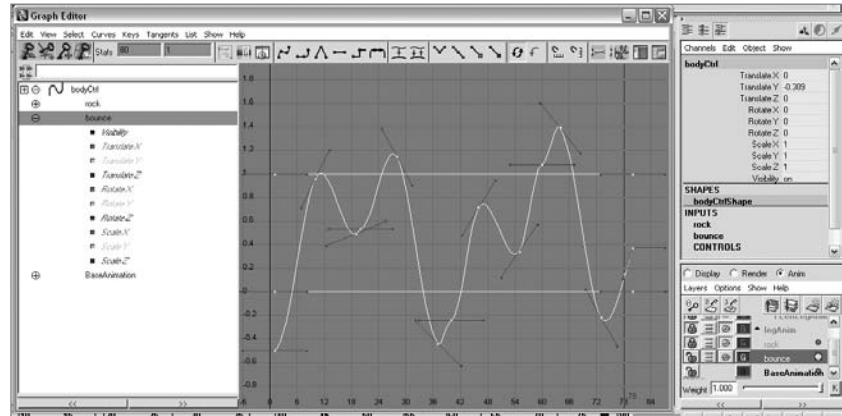 Graph Editor
Edit View Select Curves Keys Tangents List Show Help
Stats 80 1
bodyCtrl
rock
bounce
Visibility
Translate X
Translate Y
Translate Z
Rotate X
Rotate Y
Rotate Z
Scale X
Scale Y
Scale Z
BaseAnimation
<< >>
1.8
1.6
1.4
1.2
1
0.8
0.6
0.4
0.2
0
-0.2
-0.4
-0.6
-0.8
-6 0 6 12 18 24 30 36 42 48 54 60 66 72 78 84
Channels Edit Object Show
bodyCtrl
Translate X 0
Translate Y -0.309
Translate Z 0
Rotate X 0
Rotate Y 0
Rotate Z 0
Scale X 1
Scale Y 1
Scale Z 1
Visibility on
SHAPES
bodyCtrlShape
INPUTS
rock
bounce
CONTROLS
Display Render Anim
Layers Options Show Help
legAnim
rock
bounce
BaseAnimation
Weight 1.000 K
<< >>